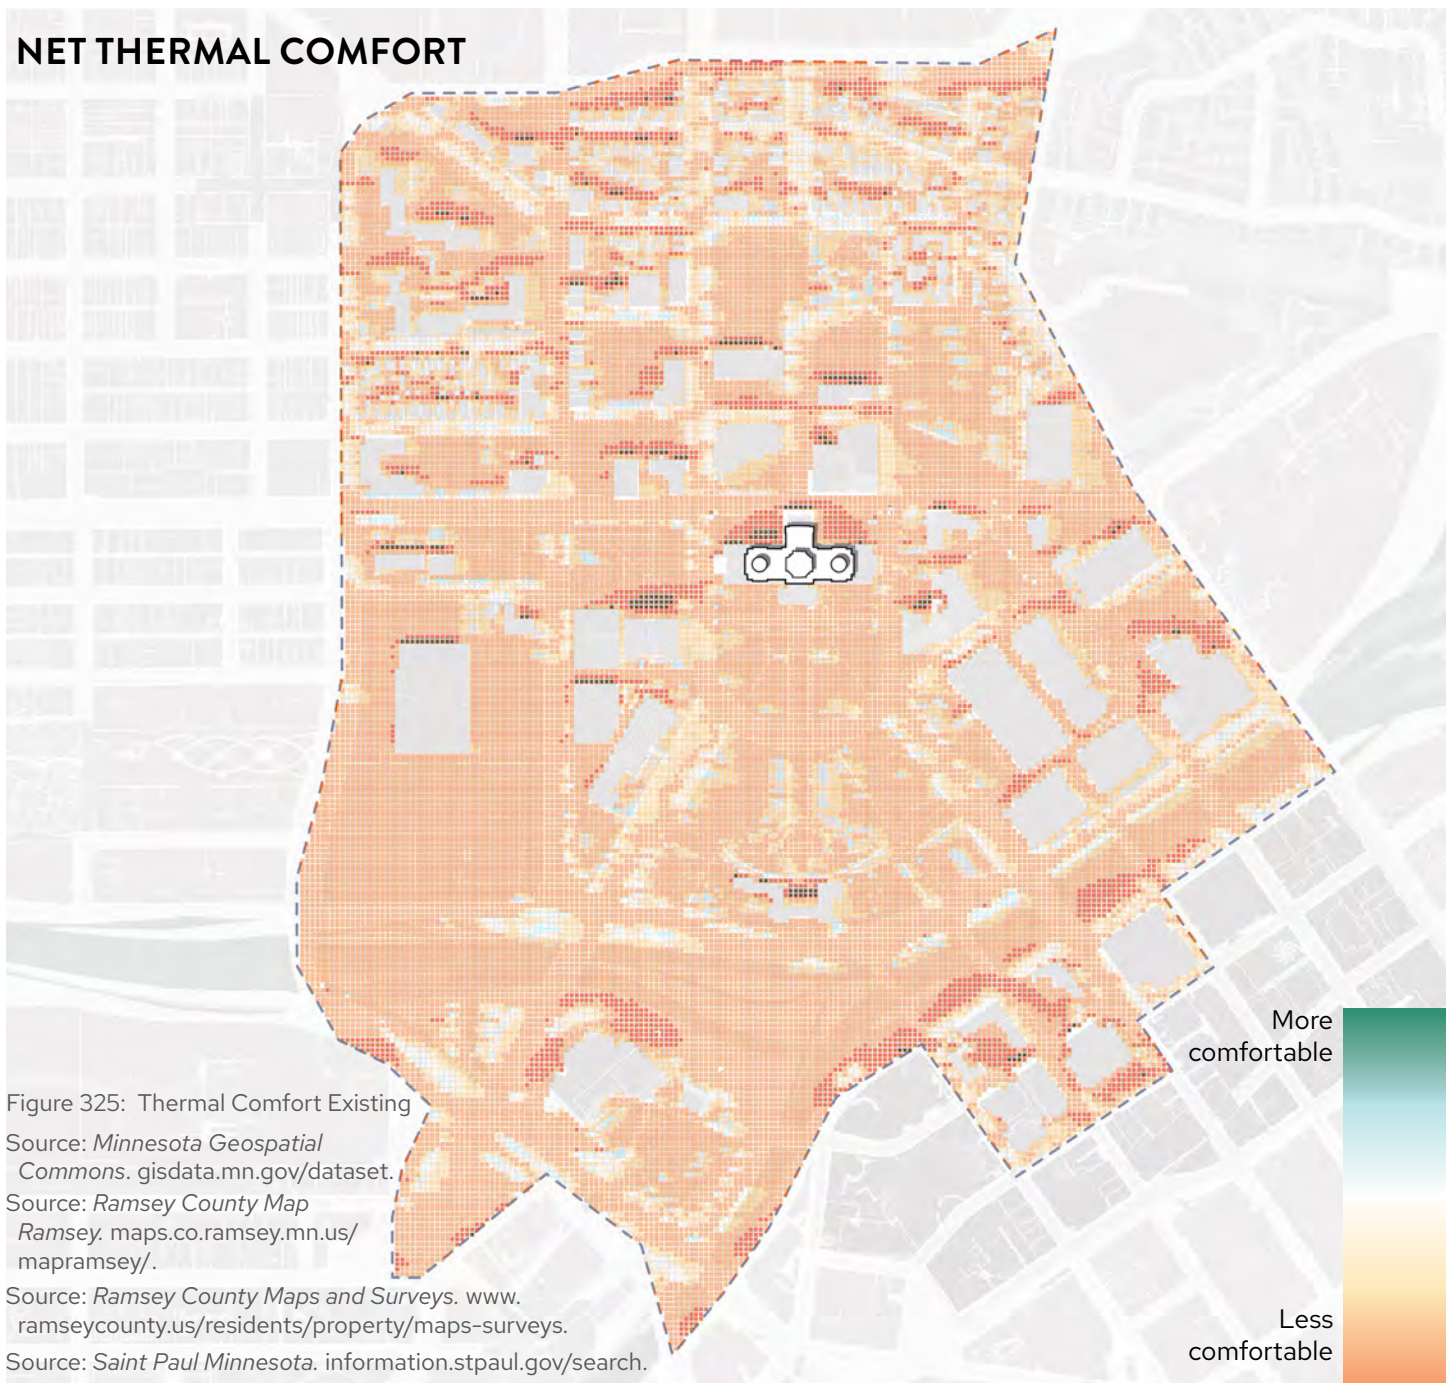 NET THERMAL COMFORT
More
comfortable
Figure 325: Thermal Comfort Existing
Source: Minnesota Geospatial
Commons. gisdata.mn.gov/dataset.
Source: Ramsey County Map
Ramsey. maps.co.ramsey.mn.us/
mapramsey/.
Source: Ramsey County Maps and Surveys. www.
ramseycounty.us/residents/property/maps-surveys.
Source: Saint Paul Minnesota. information.stpaul.gov/search.
Less
comfortable